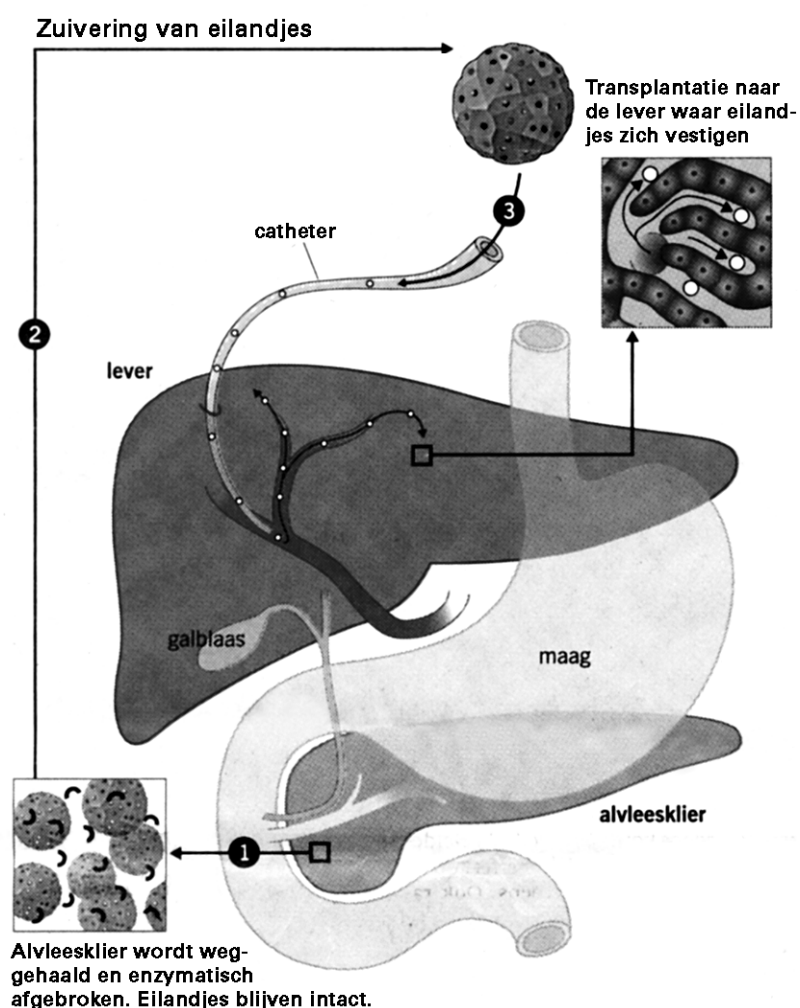 Zuivering van eilandjes
Transplantatie naar
de lever waar eiland-
jes zich vestigen
3
catheter
2
lever
galblaas
maag
alvleesklier
1
Alvleesklier wordt weg-
gehaald en enzymatisch
afgebroken. Eilandjes blijven intact.